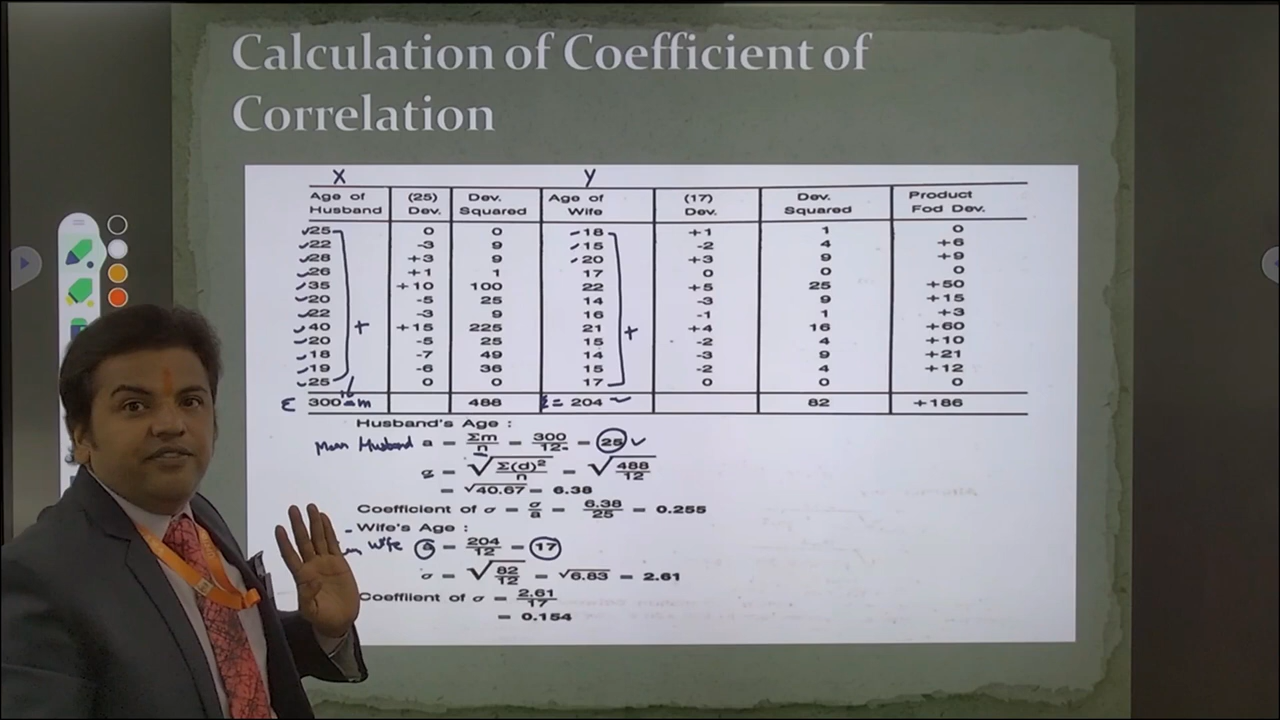 Calculation of Coefficient of
Correlation
X Y
Age of Husband (25) Dev. Dev. Squared Age of Wife (17) Dev. Dev. Squared Product Fod Dev.
25 0 0 18 +1 1 0
22 -3 9 15 -2 4 +6
28 +3 9 20 +3 9 +9
26 +1 1 17 0 0 0
35 +10 100 22 +5 25 +50
20 -5 25 14 -3 9 +15
22 -3 9 16 -1 1 +3
40 +15 225 21 +4 16 +60
20 -5 25 15 -2 4 +10
18 -7 49 14 -3 9 +21
19 -6 36 15 -2 4 +12
25 0 0 17 0 0 0
Σ 300 = m 488 Σ = 204 82 +186
Husband's Age :
Mean Husband a = Σm/n = 300/12 = 25
σ = √Σ(d)²/n = √488/12
= √40.67 = 6.38
Coefficient of σ = σ/a = 6.38/25 = 0.255
Wife's Age :
Wife a = 204/12 = 17
σ = √82/12 = √6.83 = 2.61
Coeffiient of σ = 2.61/17
= 0.154